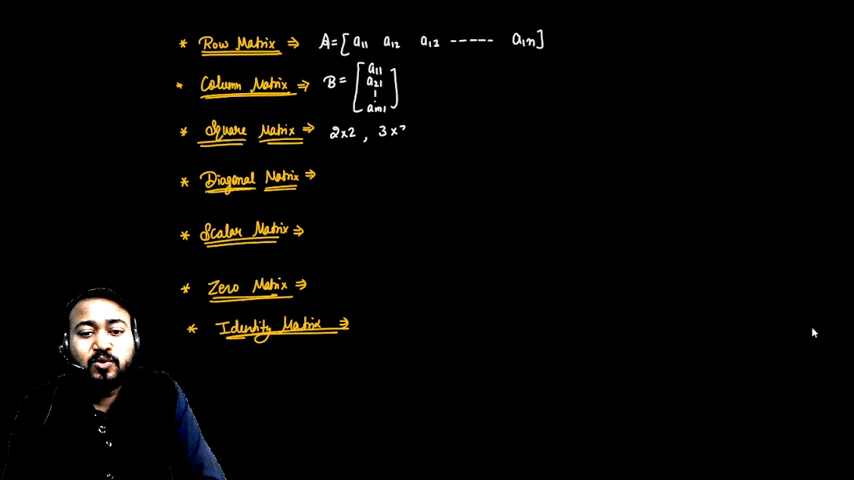 * Row Matrix ⇒ A = [ a11 a12 a13 ----- a1n ]
* Column Matrix ⇒ B = [ a11 a21 ⋮ am1 ]
* Square Matrix ⇒ 2x2 , 3x
* Diagonal Matrix ⇒
* Scalar Matrix ⇒
* Zero Matrix ⇒
* Identity Matrix ⇒